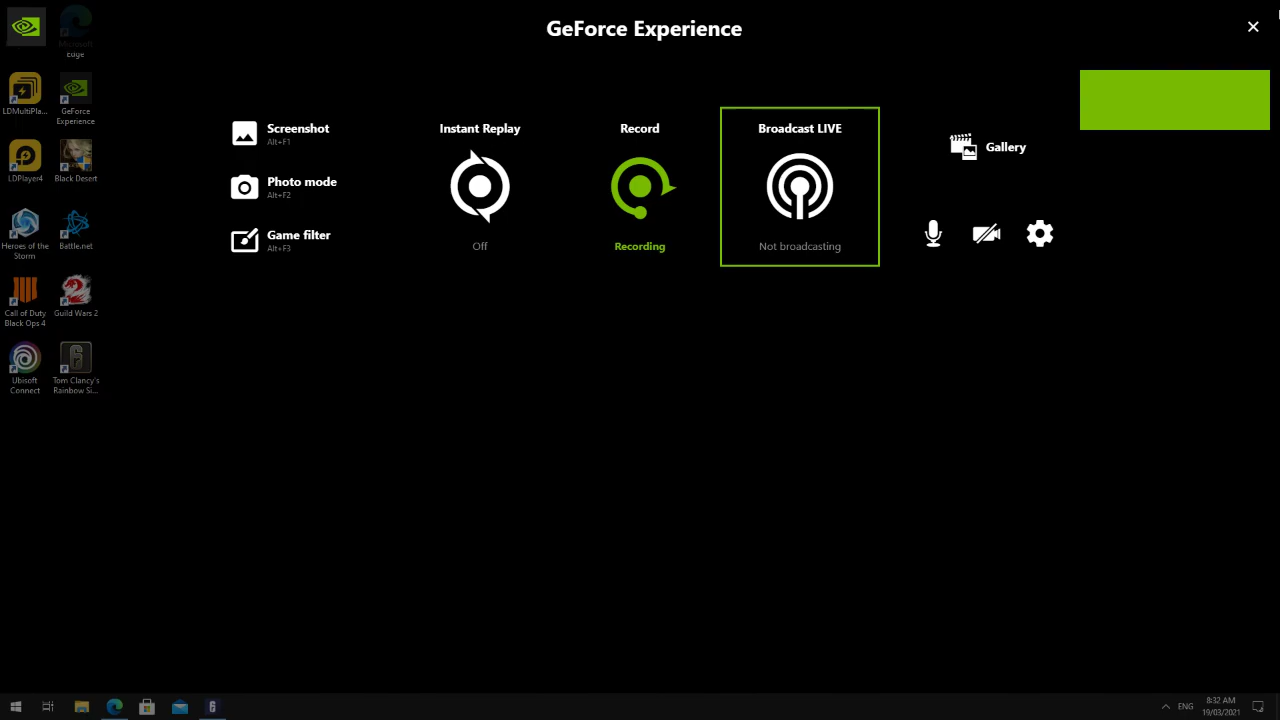 GeForce Experience
Microsoft
Edge
LDMultiPla...
GeForce
Experience
LDPlayer4
Black Desert
Heroes of the
Storm
Battle.net
Call of Duty
Black Ops 4
Guild Wars 2
Ubisoft
Connect
Tom Clancy's
Rainbow Si...
Screenshot
Alt+F1
Photo mode
Alt+F2
Game filter
Alt+F3
Instant Replay
Off
Record
Recording
Broadcast LIVE
Not broadcasting
Gallery
ENG
8:32 AM
19/03/2021